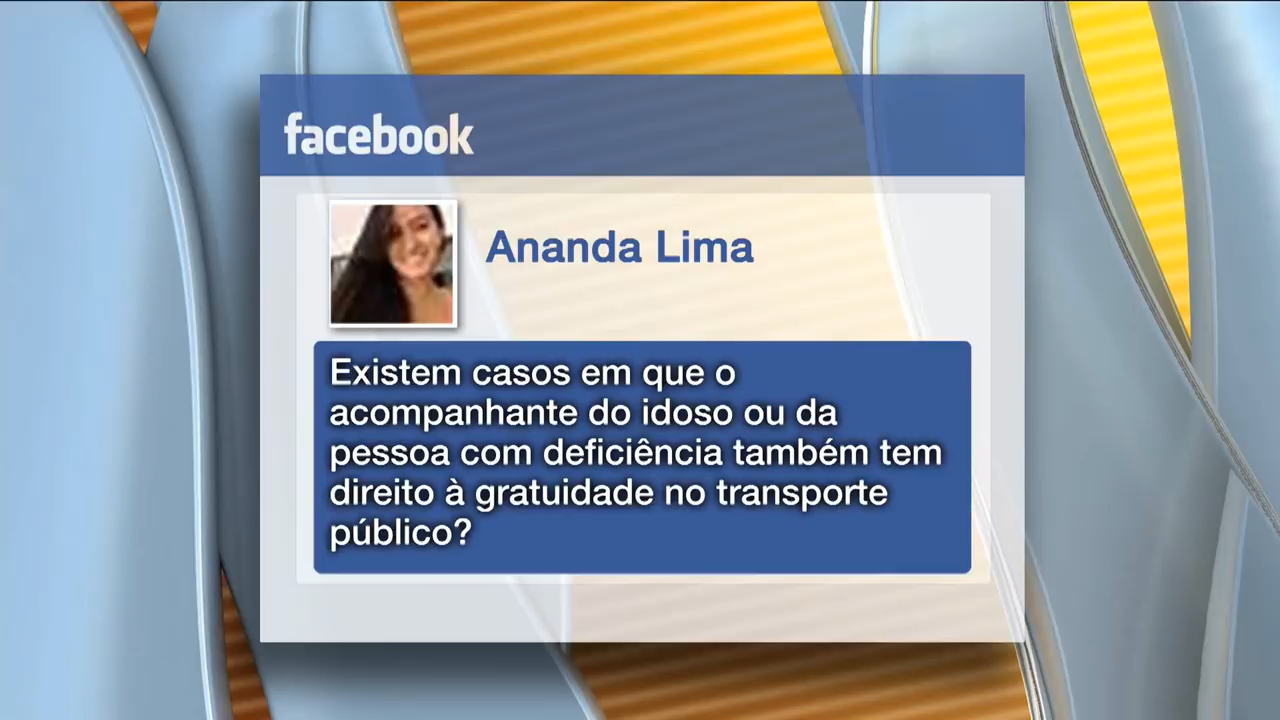 facebook
Ananda Lima
Existem casos em que o
acompanhante do idoso ou da
pessoa com deficiência também tem
direito à gratuidade no transporte
público?